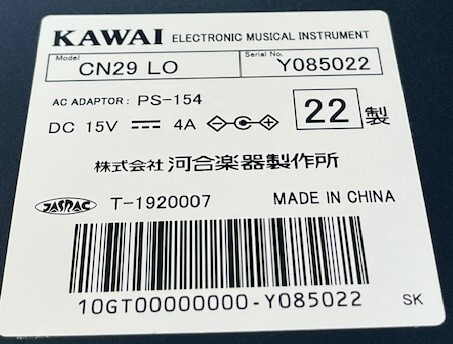 KAWAI ELECTRONIC MUSICAL INSTRUMENT
Model CN29 LO Serial No. Y085022
AC ADAPTOR: PS-154
DC 15V 4A 22 製
株式会社 河合楽器製作所
JASRAC T-1920007 MADE IN CHINA
10GT00000000-Y085022 SK